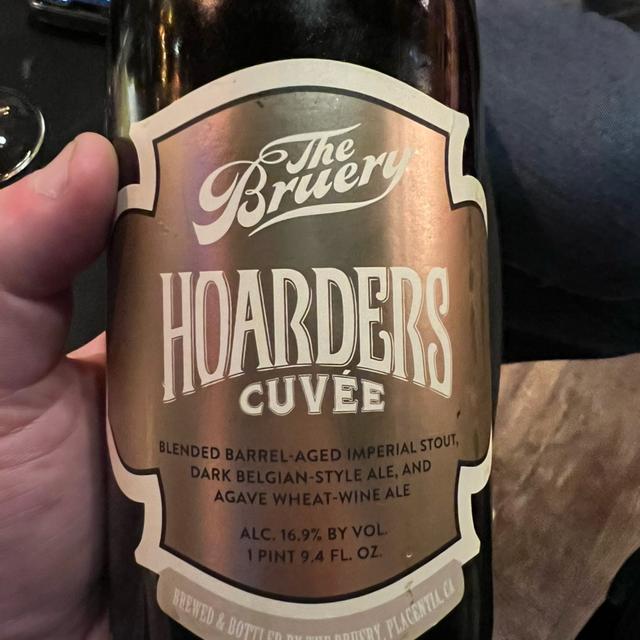 The
Bruery
HOARDERS
CUVÉE
BLENDED BARREL-AGED IMPERIAL STOUT,
DARK BELGIAN-STYLE ALE, AND
AGAVE WHEAT-WINE ALE
ALC. 16.9% BY VOL.
1 PINT 9.4 FL. OZ.
BREWED & BOTTLED BY THE BRUERY, PLACENTIA, CA